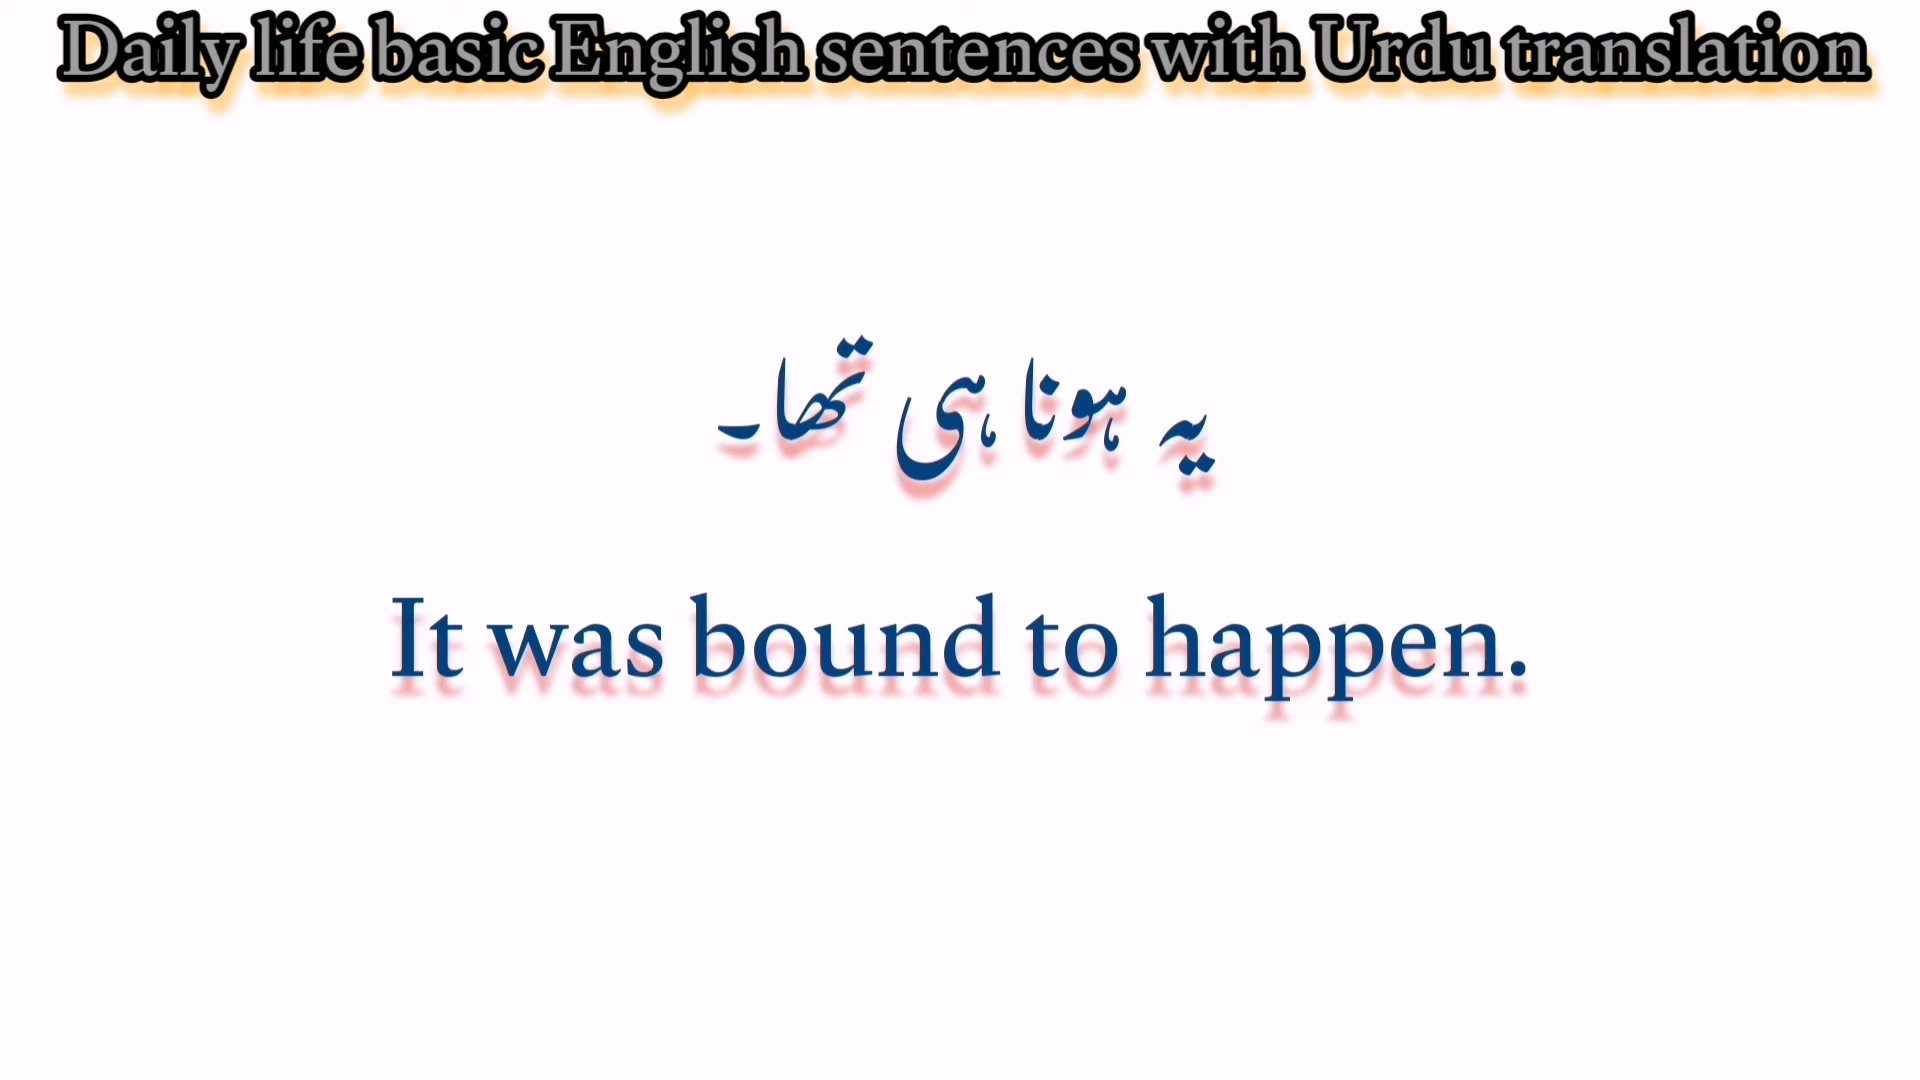 Daily life basic English sentences with Urdu translation
یہ ہونا ہی تھا۔
It was bound to happen.